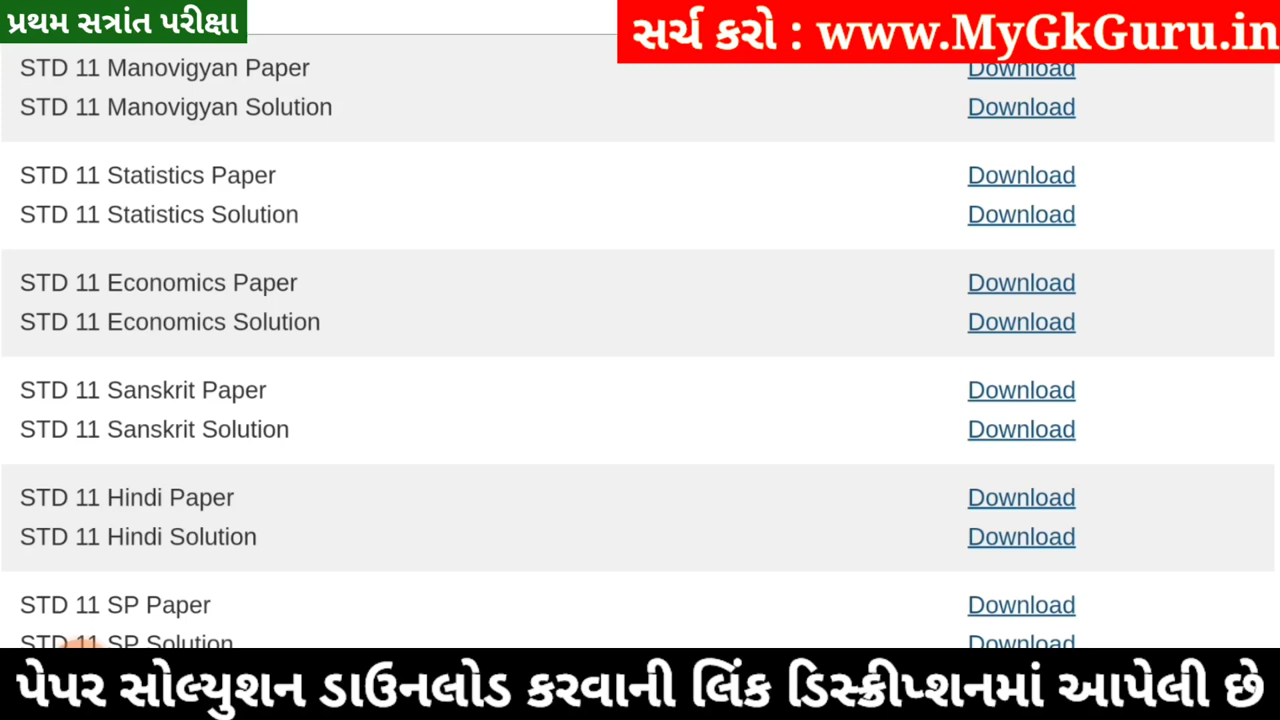 પ્રથમ સત્રાંત પરીક્ષા
સર્ચ કરો : www.MyGkGuru.in
STD 11 Manovigyan Paper Download
STD 11 Manovigyan Solution Download
STD 11 Statistics Paper Download
STD 11 Statistics Solution Download
STD 11 Economics Paper Download
STD 11 Economics Solution Download
STD 11 Sanskrit Paper Download
STD 11 Sanskrit Solution Download
STD 11 Hindi Paper Download
STD 11 Hindi Solution Download
STD 11 SP Paper Download
STD 11 SP Solution Download
પેપર સોલ્યુશન ડાઉનલોડ કરવાની લિંક ડિસ્ક્રીપ્શનમાં આપેલી છે